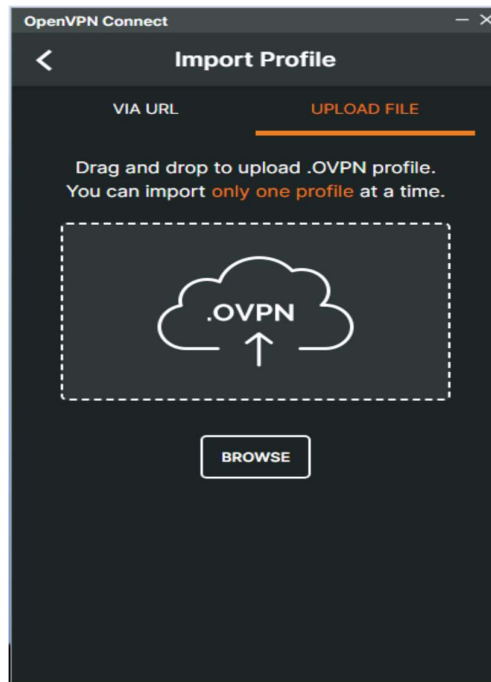 OpenVPN Connect
Import Profile
VIA URL
UPLOAD FILE
Drag and drop to upload .OVPN profile.
You can import only one profile at a time.
.OVPN
BROWSE